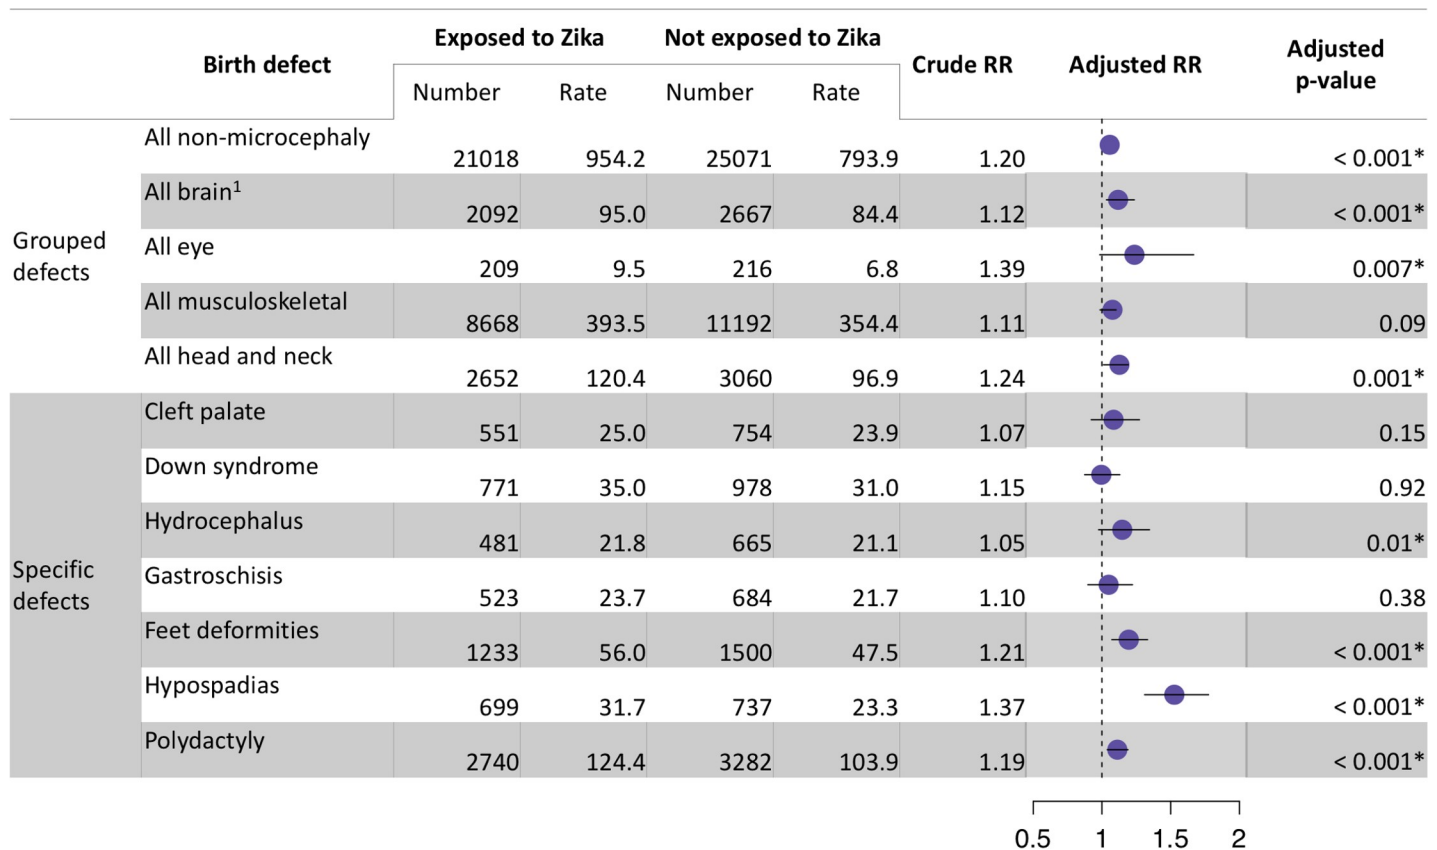 Birth defect Exposed to Zika Not exposed to Zika Crude RR Adjusted RR Adjusted p-value
Number Rate Number Rate
Grouped defects
All non-microcephaly 21018 954.2 25071 793.9 1.20 < 0.001*
All brain1 2092 95.0 2667 84.4 1.12 < 0.001*
All eye 209 9.5 216 6.8 1.39 0.007*
All musculoskeletal 8668 393.5 11192 354.4 1.11 0.09
All head and neck 2652 120.4 3060 96.9 1.24 0.001*
Specific defects
Cleft palate 551 25.0 754 23.9 1.07 0.15
Down syndrome 771 35.0 978 31.0 1.15 0.92
Hydrocephalus 481 21.8 665 21.1 1.05 0.01*
Gastroschisis 523 23.7 684 21.7 1.10 0.38
Feet deformities 1233 56.0 1500 47.5 1.21 < 0.001*
Hypospadias 699 31.7 737 23.3 1.37 < 0.001*
Polydactyly 2740 124.4 3282 103.9 1.19 < 0.001*
0.5 1 1.5 2